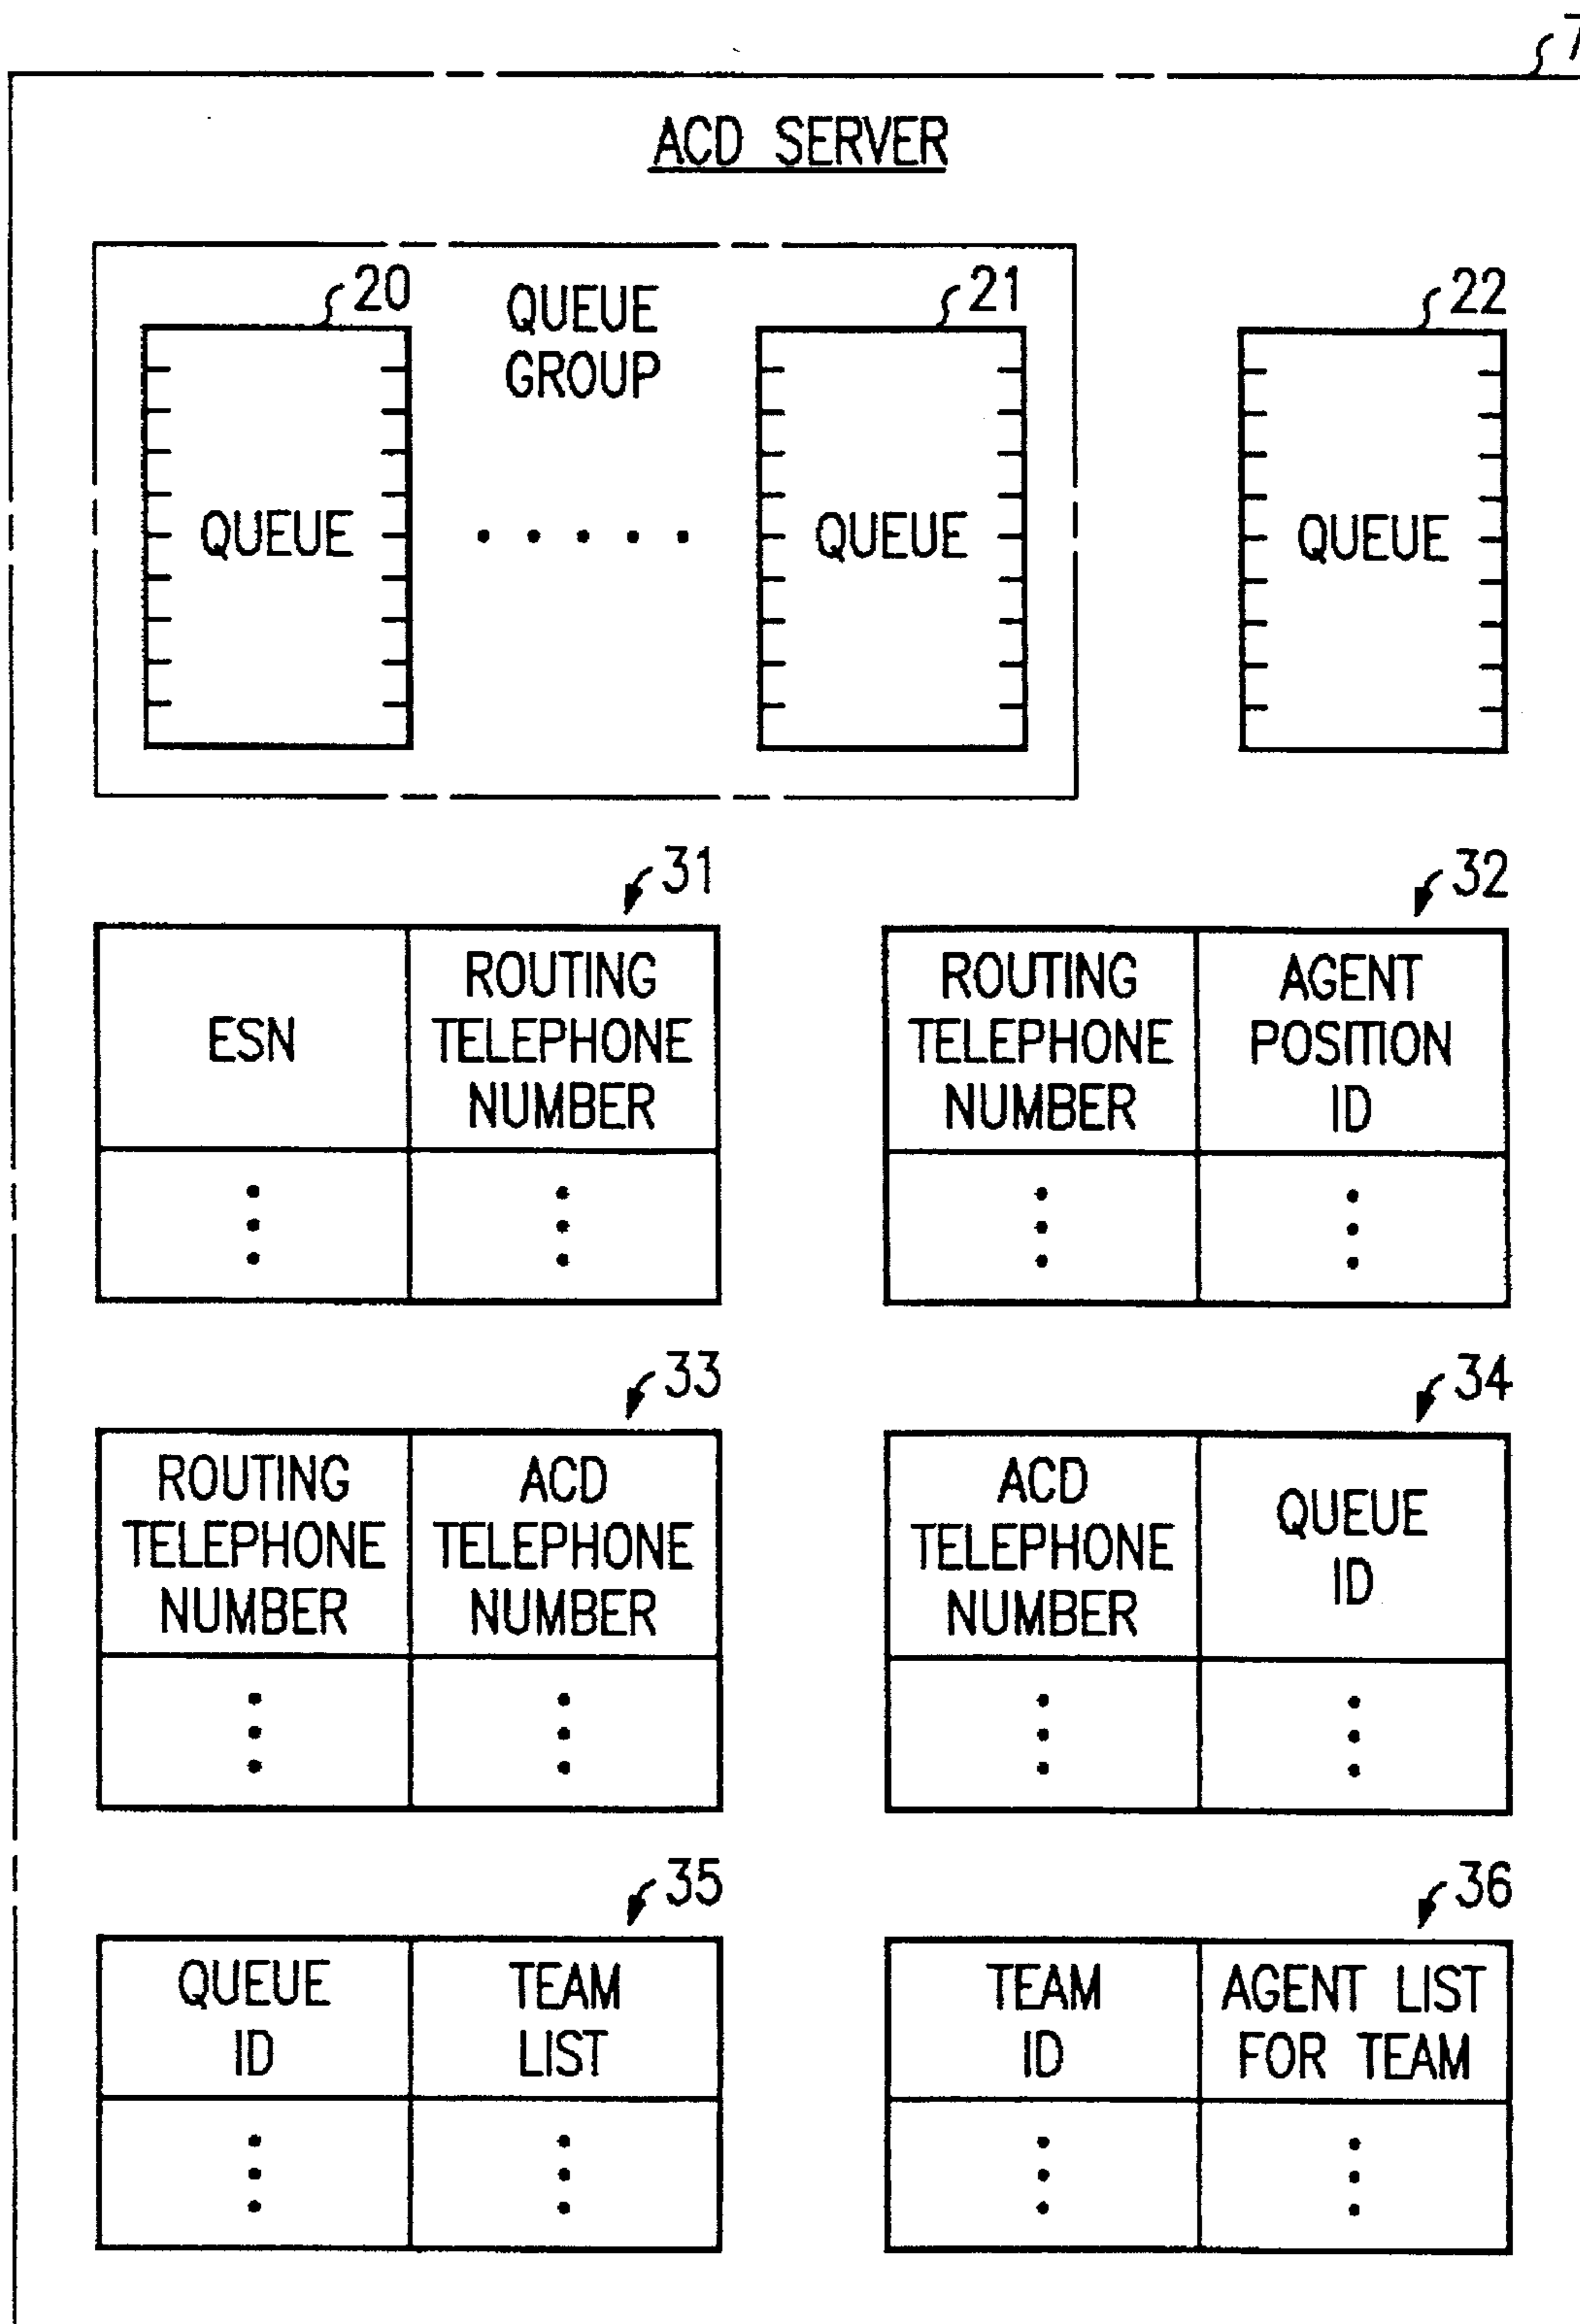 7
ACD SERVER
20
QUEUE
GROUP
21
22
QUEUE
QUEUE
QUEUE
31
ESN
ROUTING
TELEPHONE
NUMBER
32
ROUTING
TELEPHONE
NUMBER
AGENT
POSITION
ID
33
ROUTING
TELEPHONE
NUMBER
ACD
TELEPHONE
NUMBER
34
ACD
TELEPHONE
NUMBER
QUEUE
ID
35
QUEUE
ID
TEAM
LIST
36
TEAM
ID
AGENT LIST
FOR TEAM